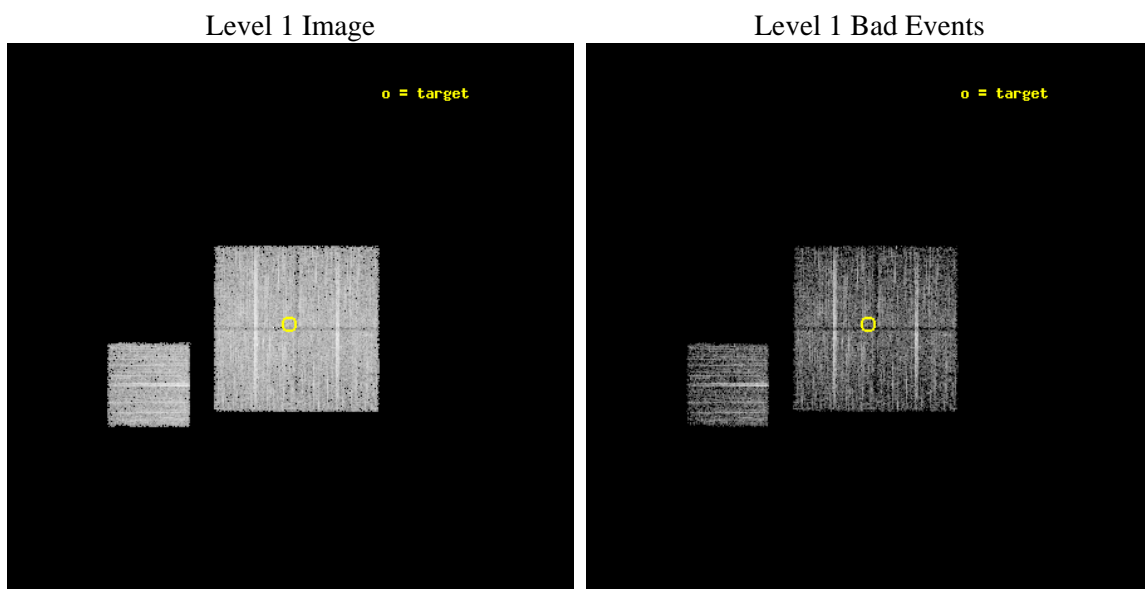 Level 1 Image
Level 1 Bad Events
o = target
o = target